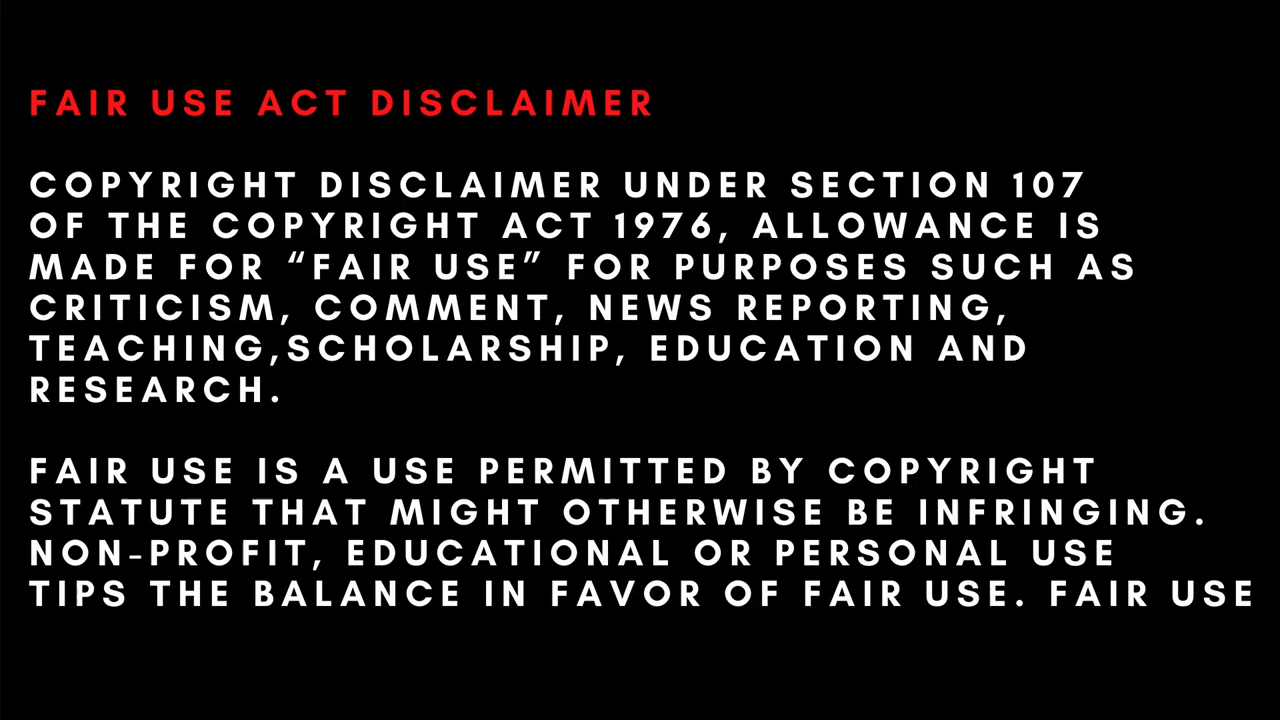 FAIR USE ACT DISCLAIMER
COPYRIGHT DISCLAIMER UNDER SECTION 107
OF THE COPYRIGHT ACT 1976, ALLOWANCE IS
MADE FOR “FAIR USE” FOR PURPOSES SUCH AS
CRITICISM, COMMENT, NEWS REPORTING,
TEACHING,SCHOLARSHIP, EDUCATION AND
RESEARCH.
FAIR USE IS A USE PERMITTED BY COPYRIGHT
STATUTE THAT MIGHT OTHERWISE BE INFRINGING.
NON-PROFIT, EDUCATIONAL OR PERSONAL USE
TIPS THE BALANCE IN FAVOR OF FAIR USE. FAIR USE